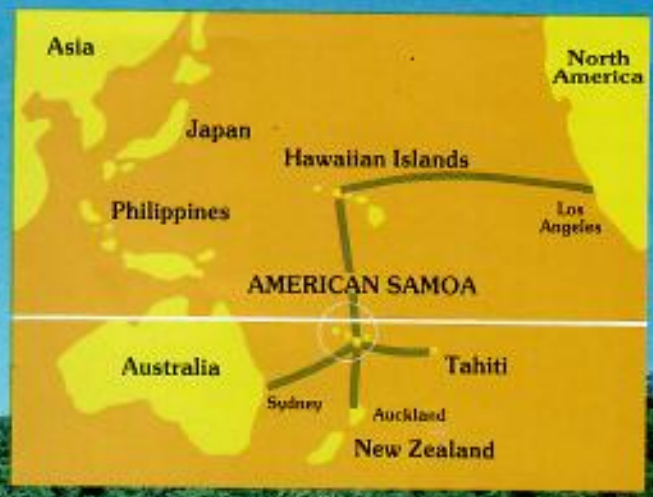 Asia
North
America
Japan
Hawaiian Islands
Philippines
Los
Angeles
AMERICAN SAMOA
Australia
Tahiti
Sydney
Auckland
New Zealand